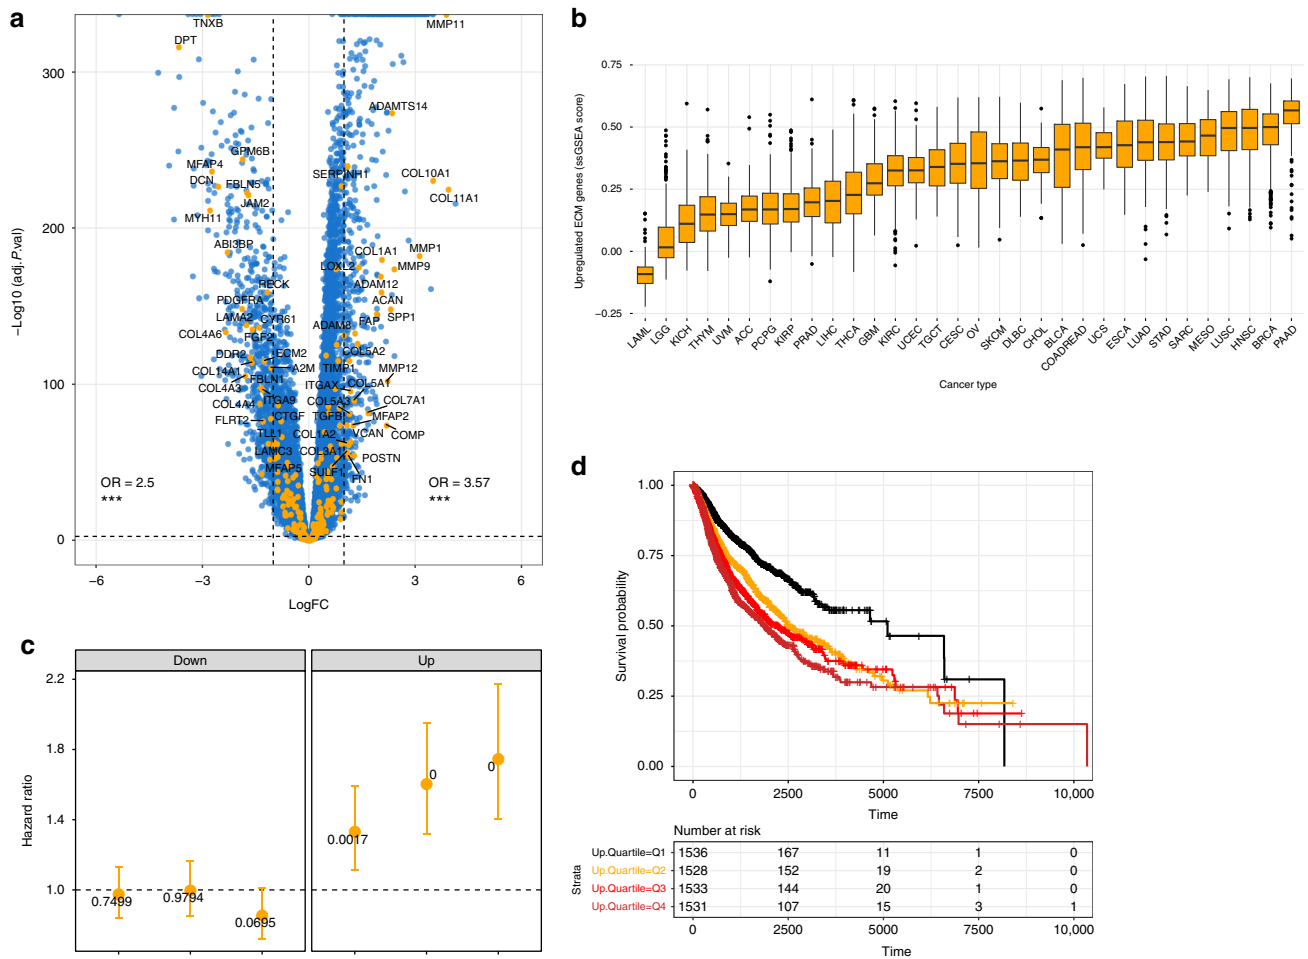 a
TNXB
MMP11
DPT
300
ADAMTS14
GPM6B
MFAP4
SERPINH1
COL10A1
DCN
FBLN5
JAM2
COL11A1
MYH11
200
ABI3BP
COL1A1
MMP1
LOXL2
MMP9
RECK
ADAM12
PDGFRA
ACAN
LAMA2
CYR61
FAP
SPP1
COL4A6
FGF2
ADAM8
DDR2
ECM2
COL5A2
COL14A1
A2M
TIMP1
MMP12
COL4A3
FBLN1
ITGAX
COL5A1
100
COL4A4
ITGA9
COL5A3
COL7A1
FLRT2
CTGF
TGFBI
MFAP2
TLL1
COL1A2
VCAN
COMP
LAMC3
COL3A1
POSTN
MFAP5
SULF1
FN1
OR = 2.5
***
OR = 3.57
***
0
−6
−3
0
3
6
LogFC
−Log10 (adj. P.val)
b
0.75
0.50
0.25
0.00
−0.25
Upregulated ECM genes (ssGSEA score)
LAML
LGG
KICH
THYM
UVM
ACC
PCPG
KIRP
PRAD
LIHC
THCA
GBM
KIRC
UCEC
TGCT
CESC
OV
SKCM
DLBC
CHOL
BLCA
COADREAD
UCS
ESCA
LUAD
STAD
SARC
MESO
LUSC
HNSC
BRCA
PAAD
Cancer type
c
Down
Up
2.2
1.8
1.4
1.0
Hazard ratio
0.7499
0.9794
0.0695
0.0017
0
0
d
1.00
0.75
0.50
0.25
0.00
Survival probability
0
2500
5000
7500
10,000
Time
Number at risk
Strata
Up.Quartile=Q1 1536 167 11 1 0
Up.Quartile=Q2 1528 152 19 2 0
Up.Quartile=Q3 1533 144 20 1 0
Up.Quartile=Q4 1531 107 15 3 1
0
2500
5000
7500
10,000
Time